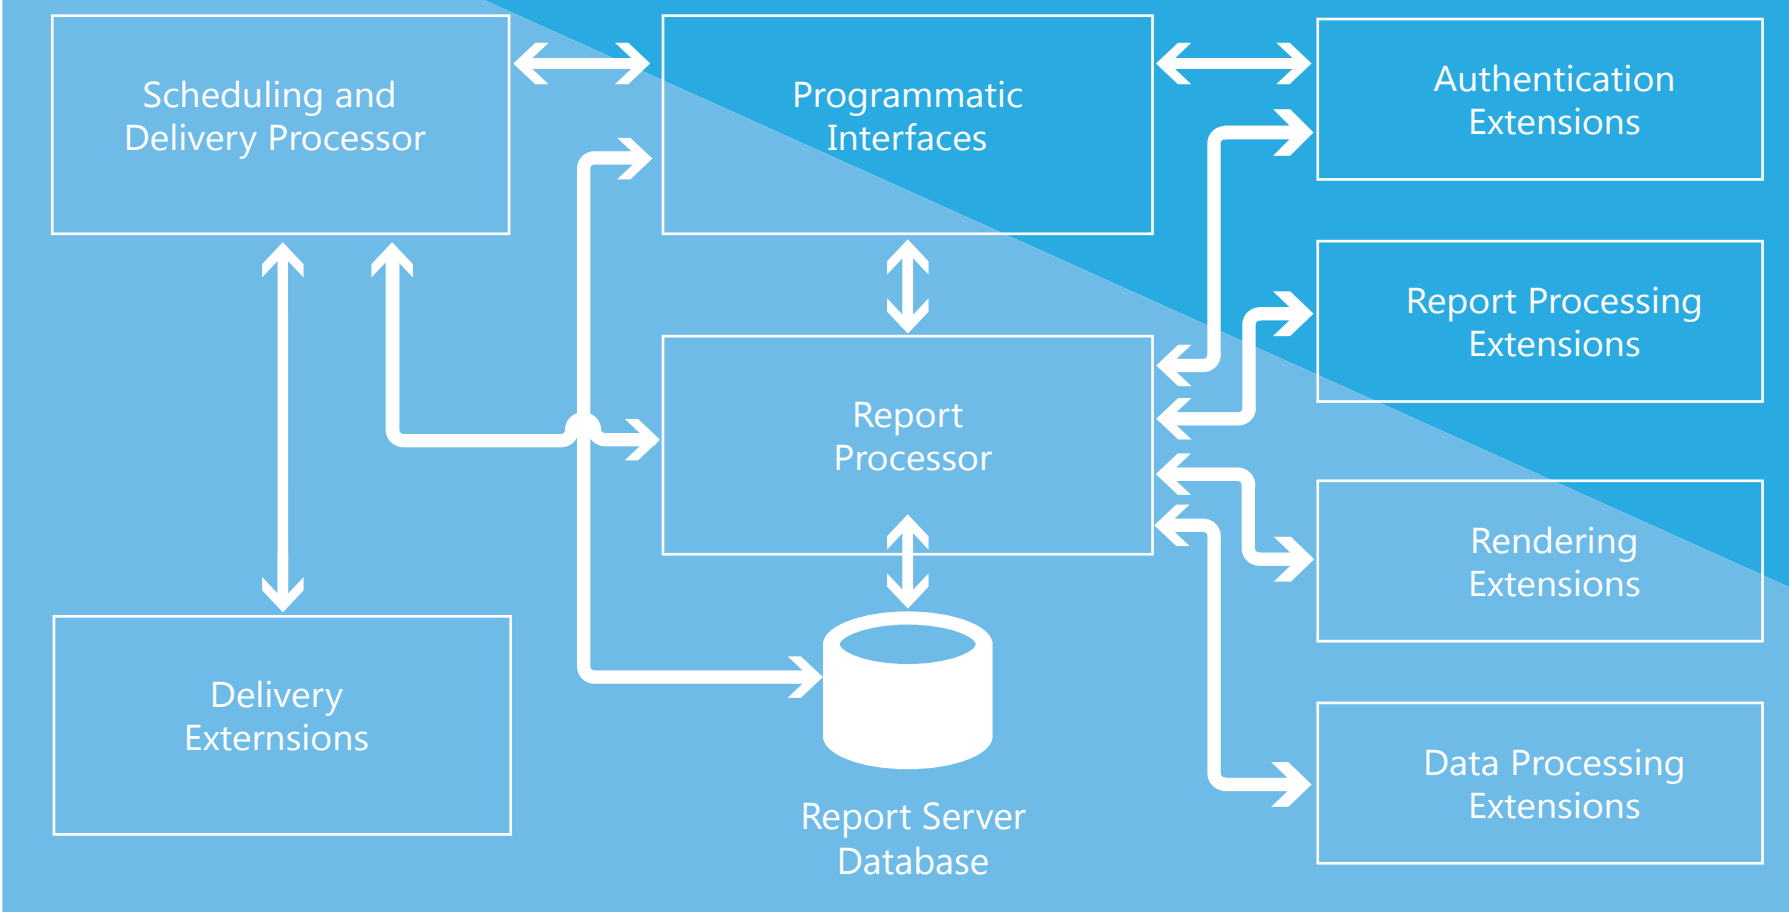 Scheduling and
Delivery Processor
Programmatic
Interfaces
Authentication
Extensions
Report Processing
Extensions
Report
Processor
Rendering
Extensions
Delivery
Externsions
Data Processing
Extensions
Report Server
Database